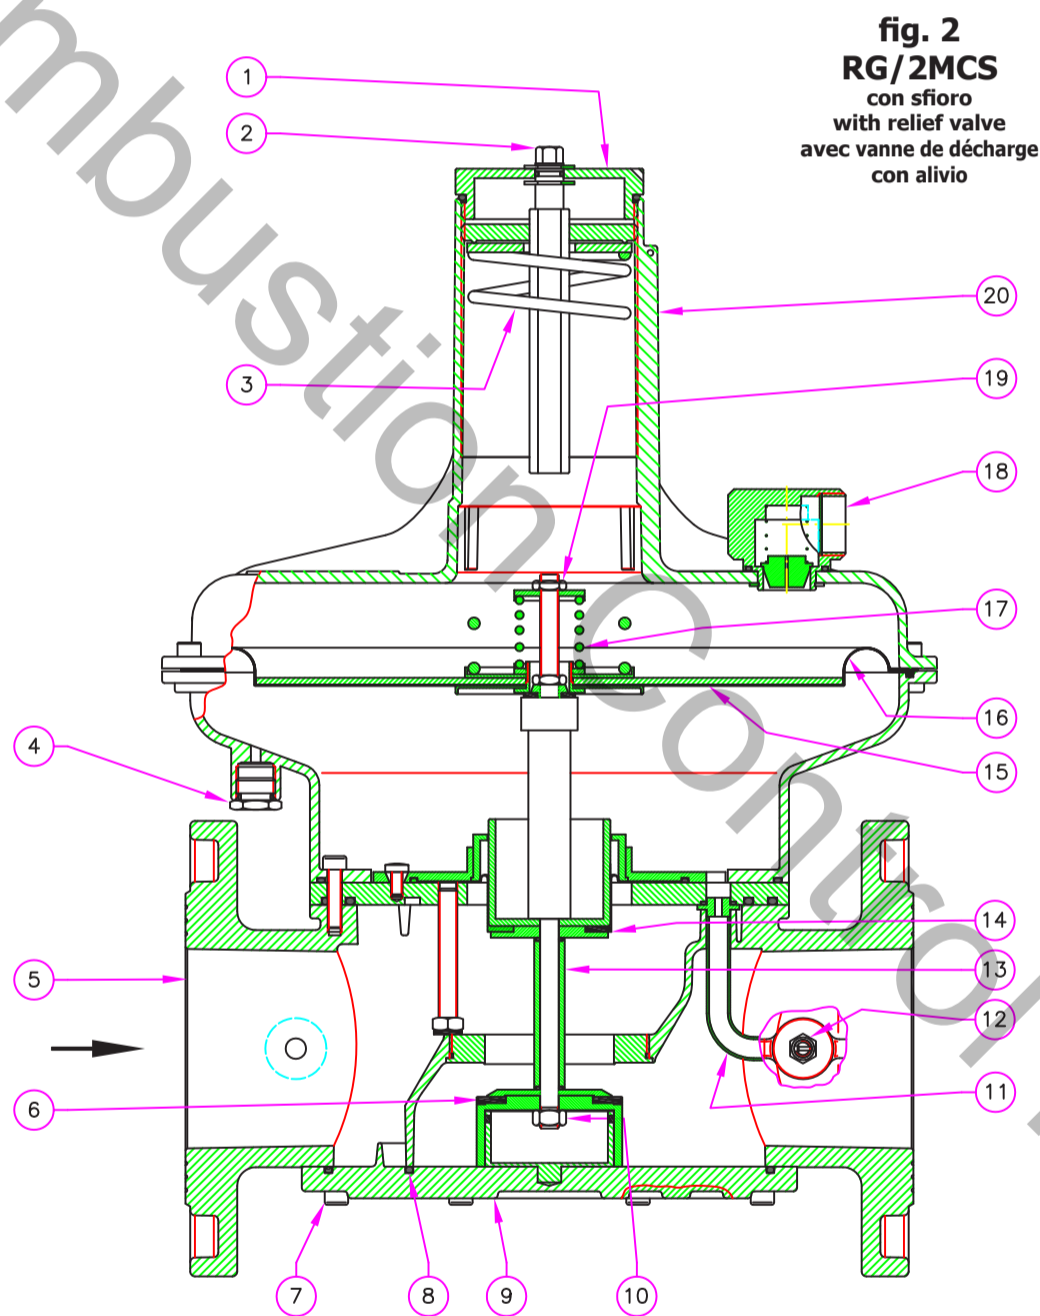 fig. 2
RG/2MCS
con sfioro
with relief valve
avec vanne de décharge
con alivio
1
2
20
19
3
18
17
16
4
15
14
5
13
12
6
11
7
8
9
10
mbustion Control